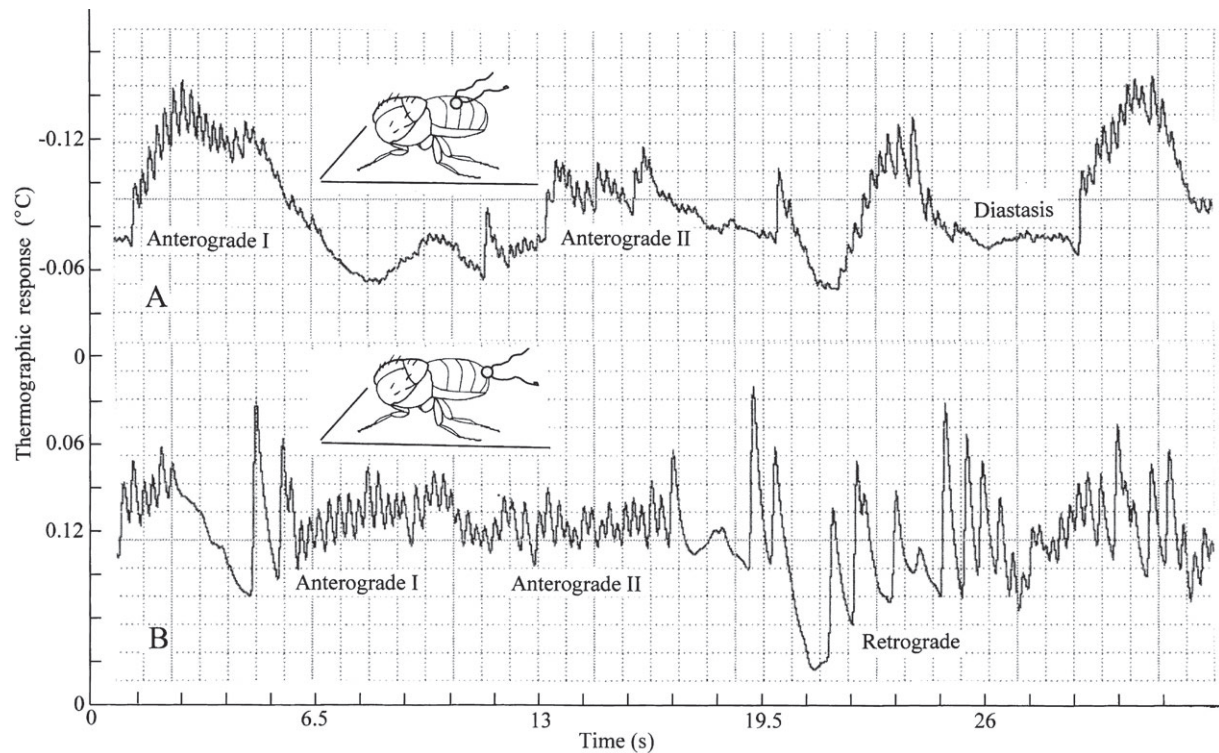 Thermographic response (°C)
-0.12
-0.06
0
0.06
0.12
0
A
Anterograde I
Anterograde II
Diastasis
B
Anterograde I
Anterograde II
Retrograde
0
6.5
13
19.5
26
Time (s)